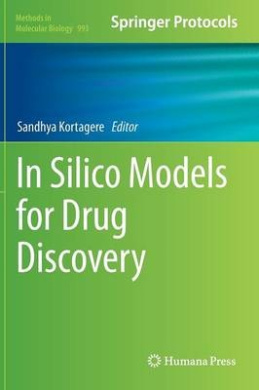 Methods in
Molecular Biology 993
Springer Protocols
Sandhya Kortagere Editor
In Silico Models
for Drug
Discovery
Humana Press